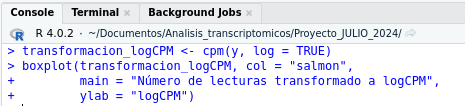 Console Terminal × Background Jobs ×
R 4.0.2 · ~/Documentos/Analisis_transcriptomicos/Proyecto_JULIO_2024/
> transformacion_logCPM <- cpm(y, log = TRUE)
> boxplot(transformacion_logCPM, col = "salmon",
+ main = "Número de lecturas transformado a logCPM",
+ ylab = "logCPM")